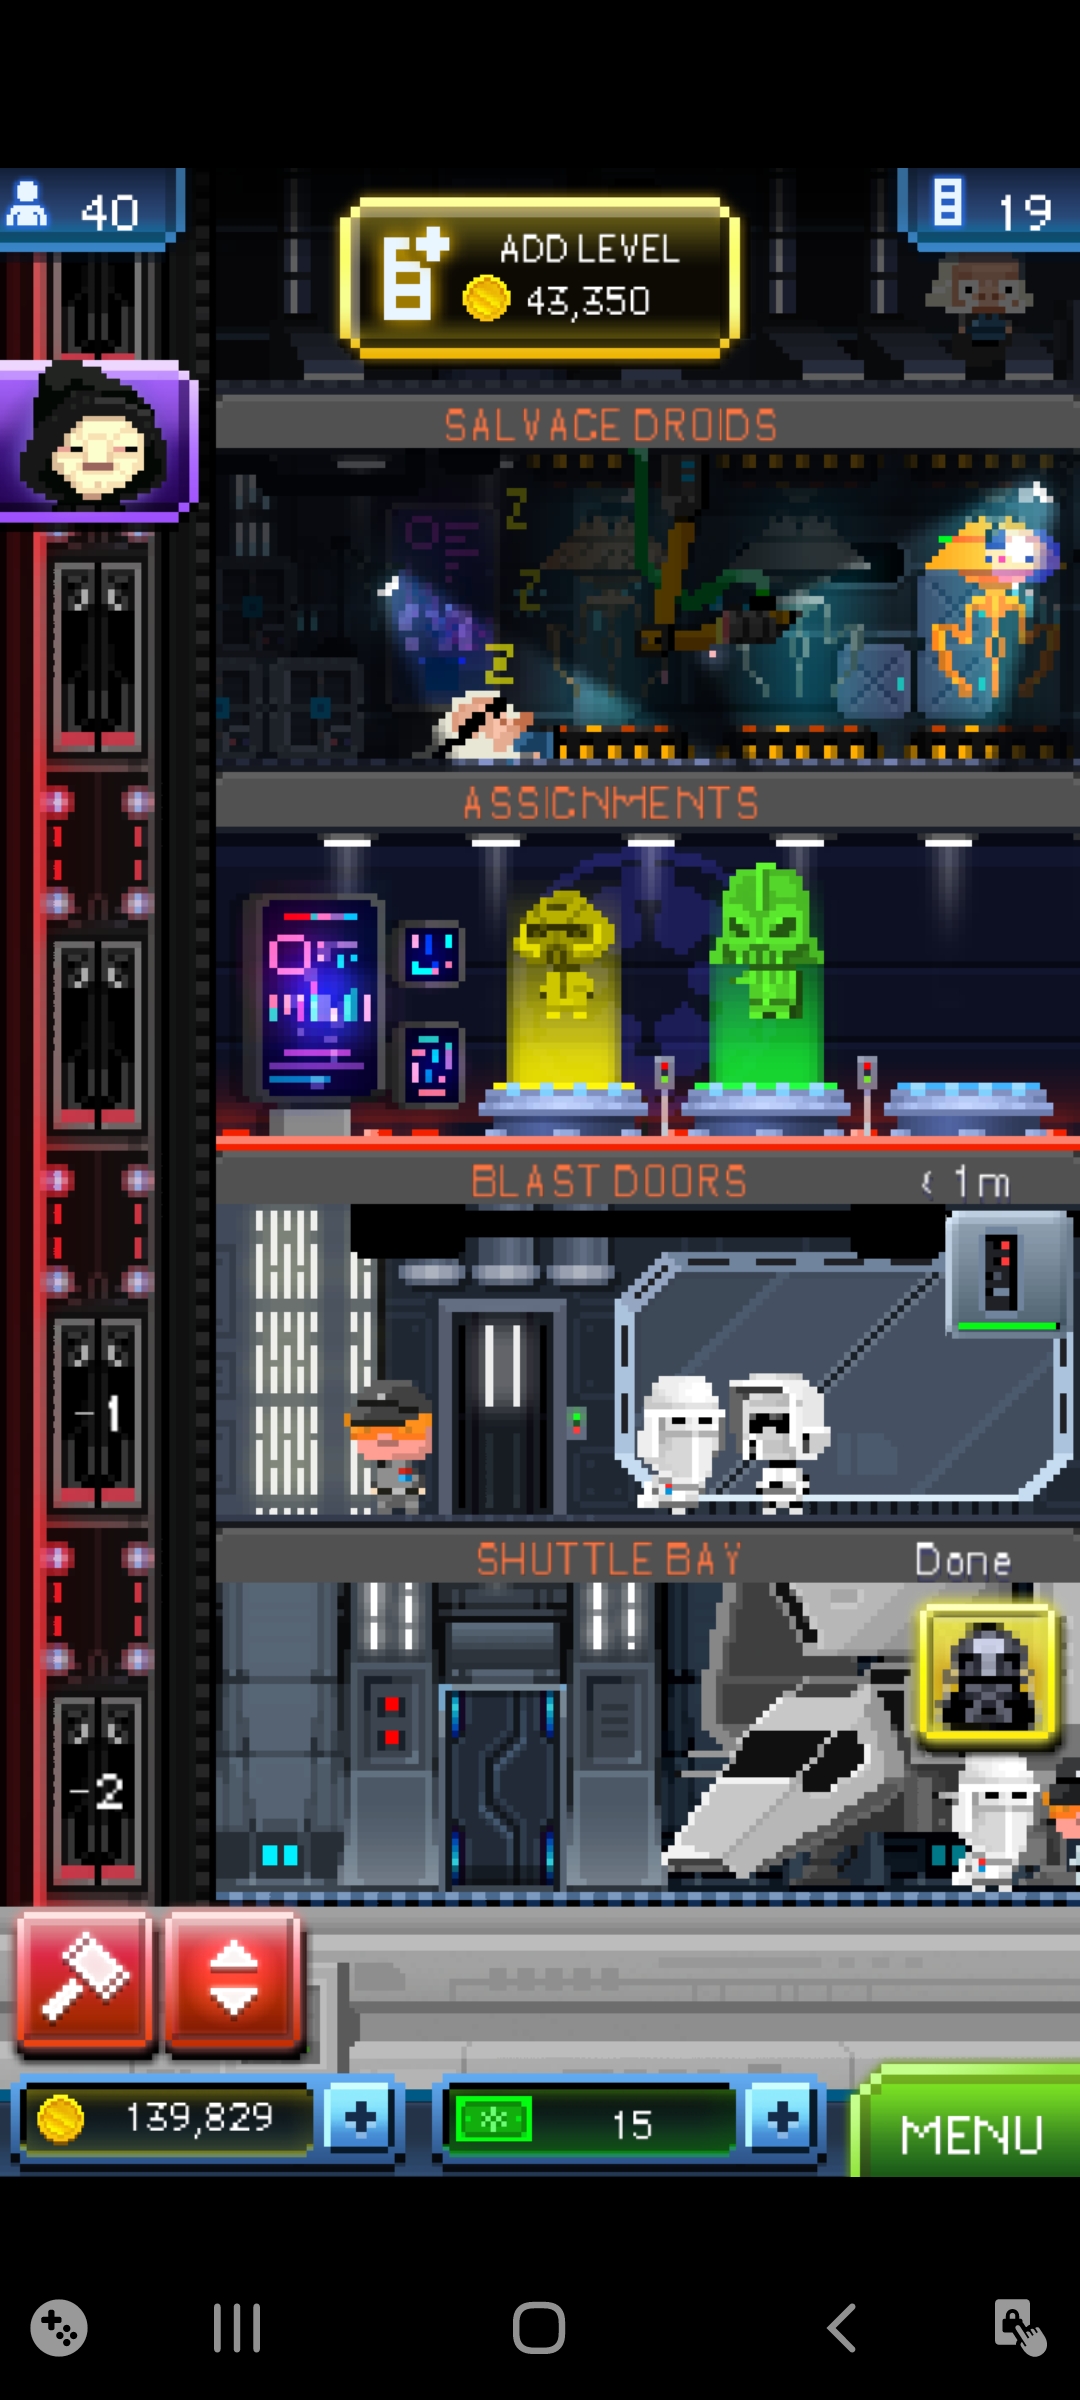 40
ADD LEVEL
43,350
19
SALVAGE DROIDS
Z
Z
Z
ASSIGNMENTS
BLAST DOORS
< 1m
-1
SHUTTLE BAY
Done
-2
139,829
15
MENU